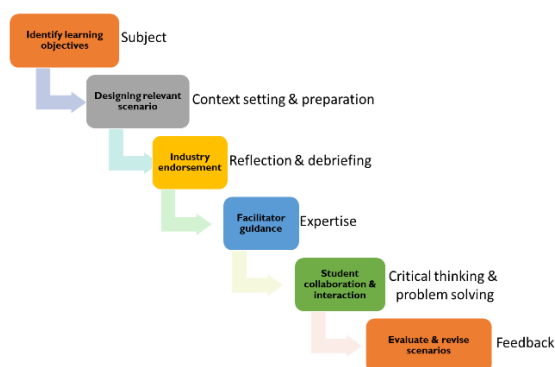 Identify learning
objectives
Subject
Designing relevant
scenario
Context setting & preparation
Industry
endorsement
Reflection & debriefing
Facilitator
guidance
Expertise
Student
collaboration &
interaction
Critical thinking &
problem solving
Evaluate & revise
scenarios
Feedback